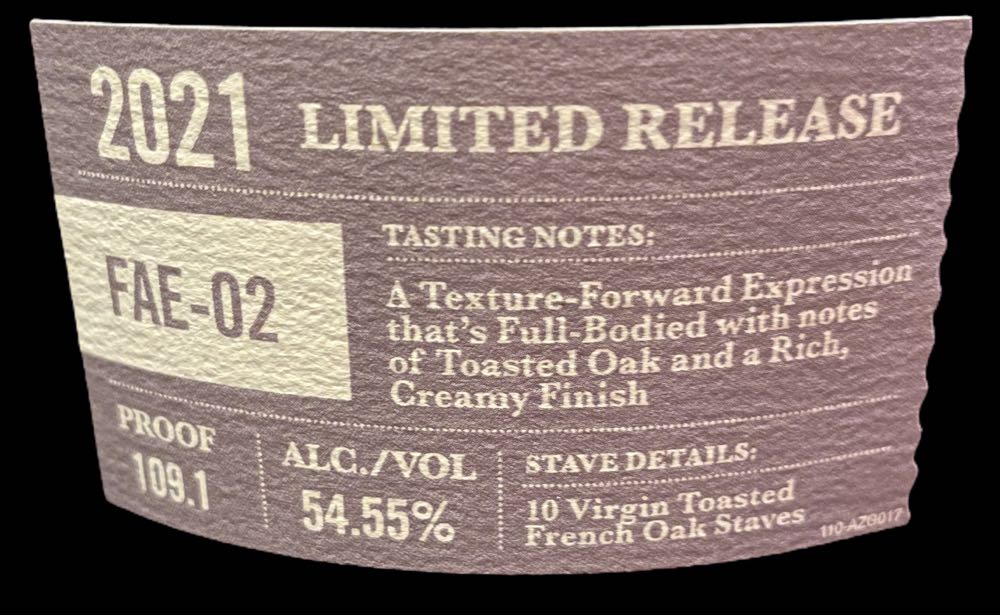 2021 LIMITED RELEASE
FAE-02
TASTING NOTES:
A Texture-Forward Expression
that's Full-Bodied with notes
of Toasted Oak and a Rich,
Creamy Finish
PROOF
109.1
ALC./VOL
54.55%
STAVE DETAILS:
10 Virgin Toasted
French Oak Staves
110-AZG017